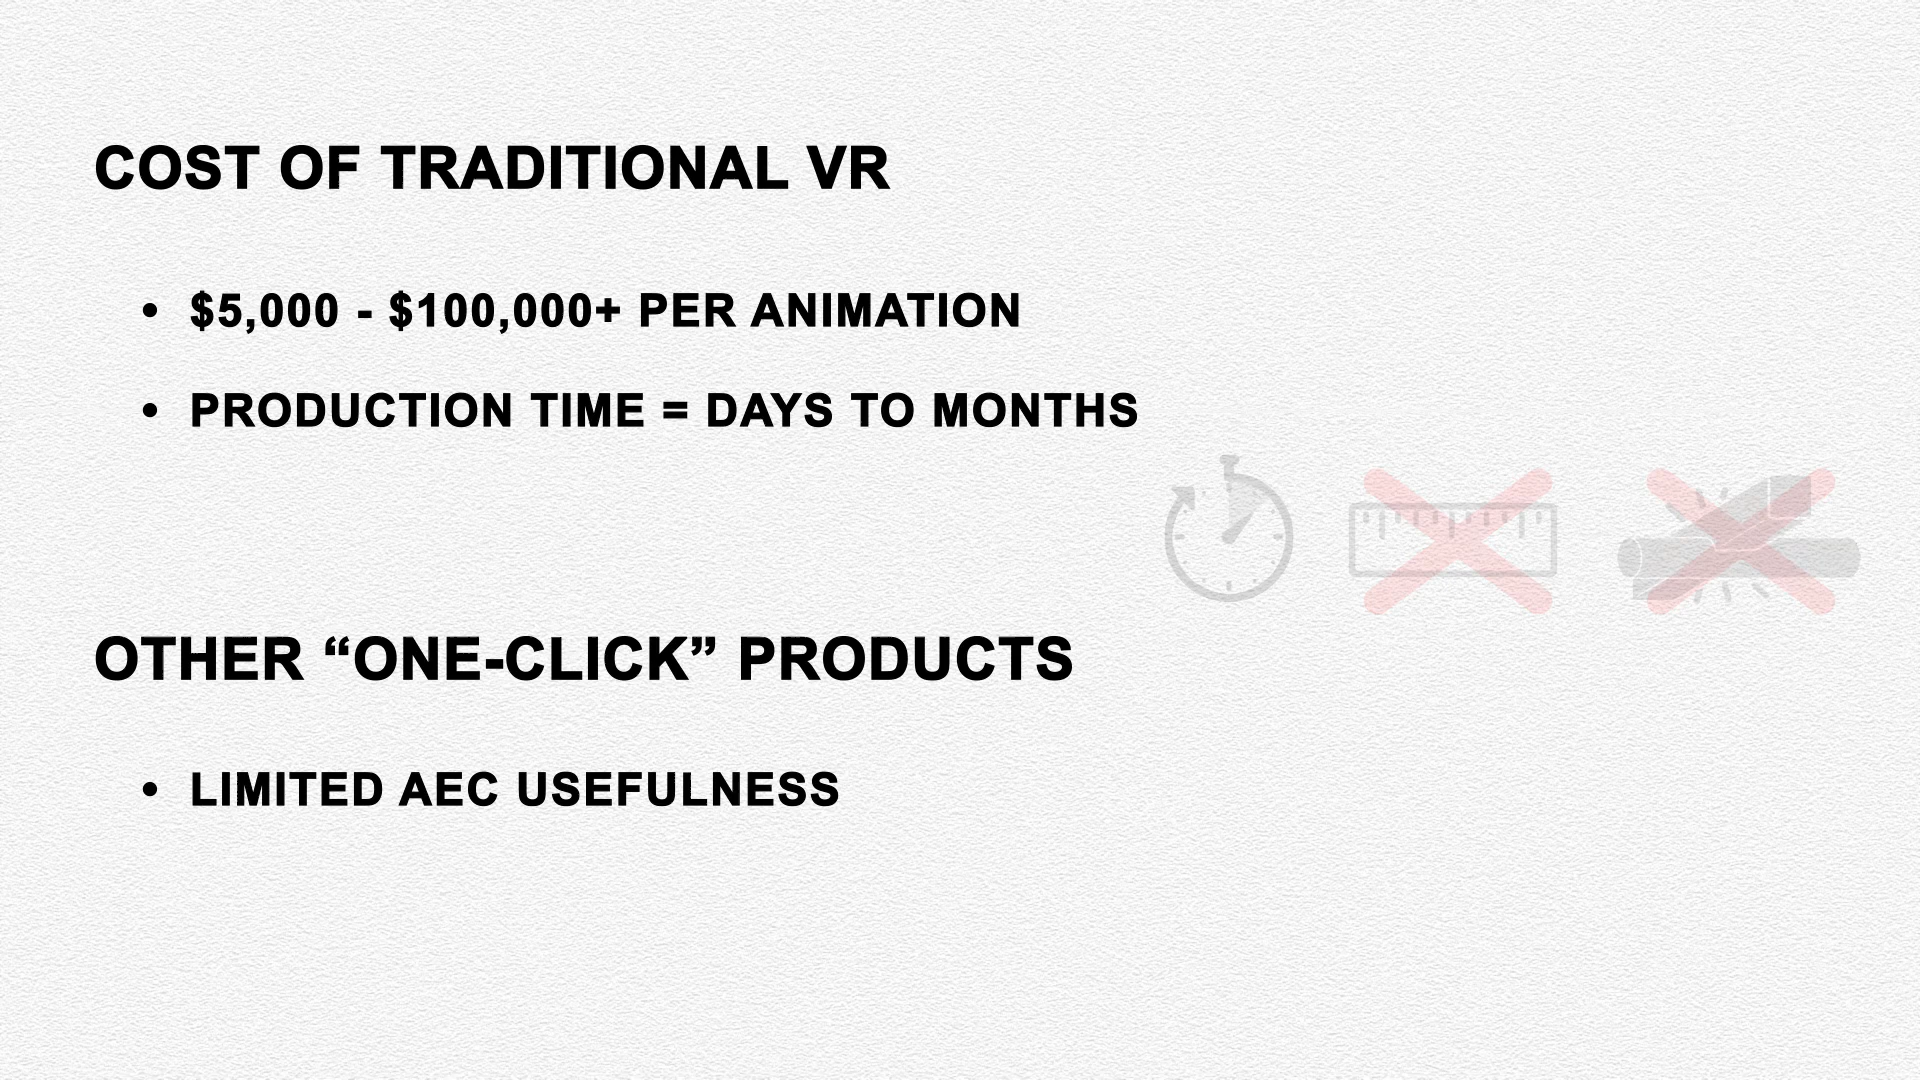 COST OF TRADITIONAL VR
• $5,000 - $100,000+ PER ANIMATION
• PRODUCTION TIME = DAYS TO MONTHS
OTHER “ONE-CLICK” PRODUCTS
• LIMITED AEC USEFULNESS